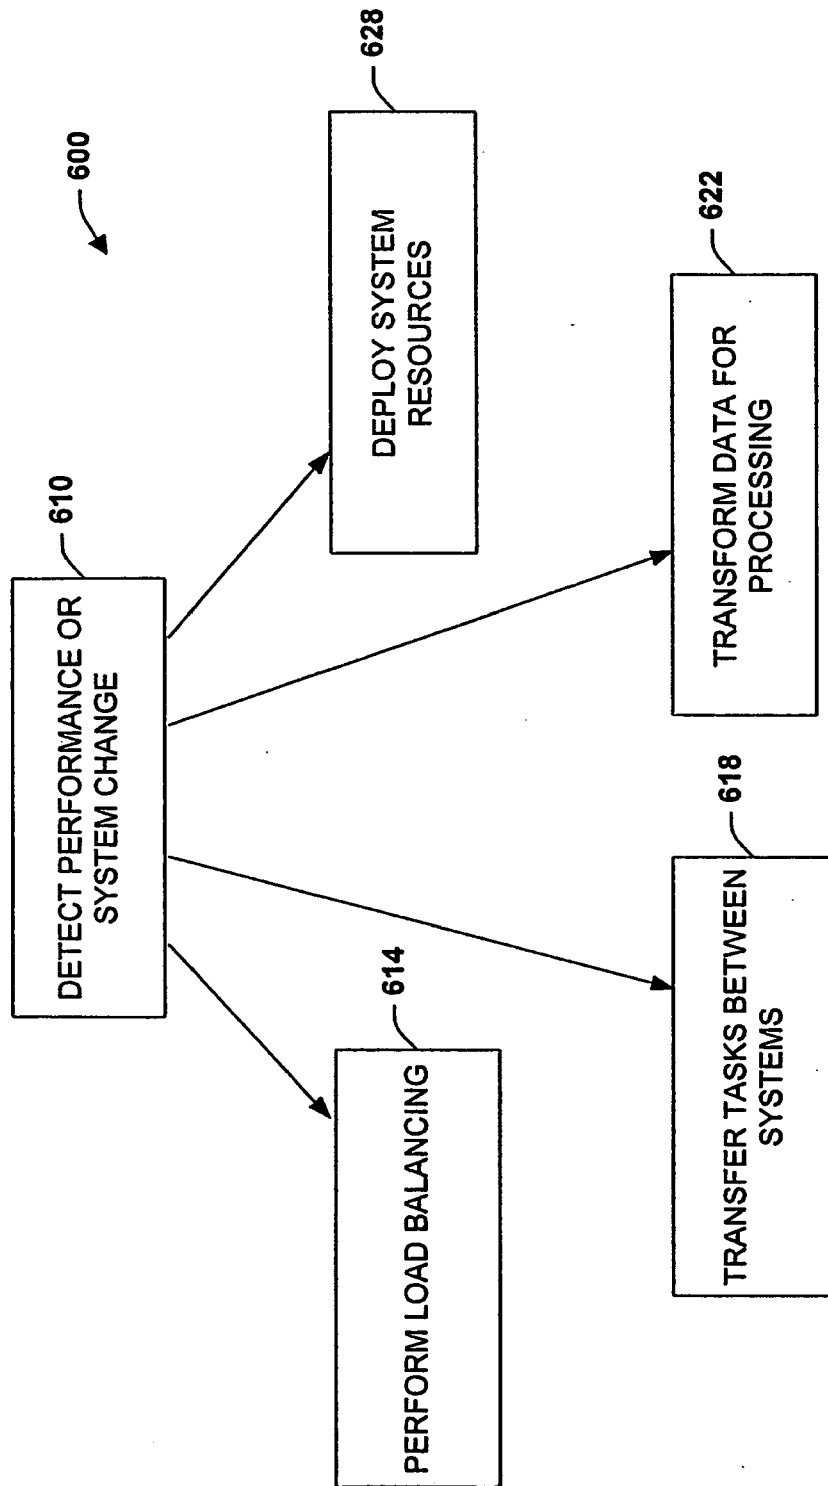 600
610
DETECT PERFORMANCE OR
SYSTEM CHANGE
614
PERFORM LOAD BALANCING
628
DEPLOY SYSTEM
RESOURCES
618
TRANSFER TASKS BETWEEN
SYSTEMS
622
TRANSFORM DATA FOR
PROCESSING